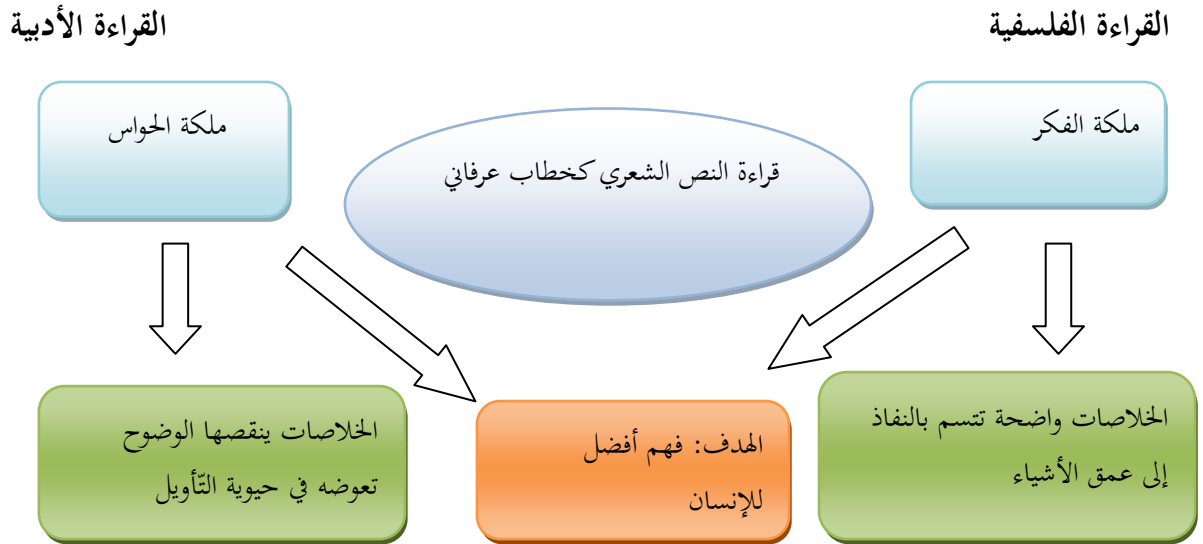 القراءة الفلسفية
القراءة الأدبية
ملكة الفكر
ملكة الحواس
قراءة النص الشعري كخطاب عرفاني
الخلاصات واضحة تتسم بالنفاذ
إلى عمق الأشياء
الهدف: فهم أفضل
للإنسان
الخلاصات ينقصها الوضوح
تعوضه في حيوية التّأويل